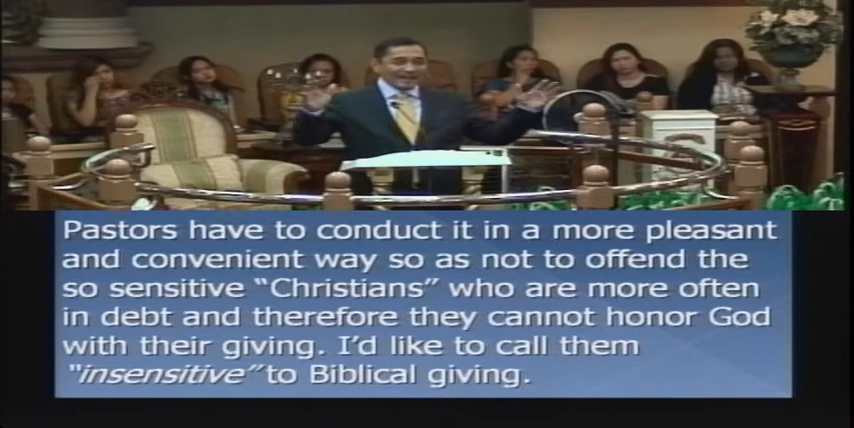 Pastors have to conduct it in a more pleasant
and convenient way so as not to offend the
so sensitive “Christians” who are more often
in debt and therefore they cannot honor God
with their giving. I’d like to call them
“insensitive” to Biblical giving.